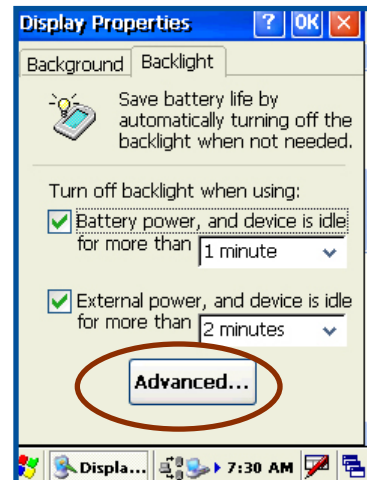 Display Properties ? OK
Background Backlight
Save battery life by
automatically turning off the
backlight when not needed.
Turn off backlight when using:
Battery power, and device is idle
for more than 1 minute
External power, and device is idle
for more than 2 minutes
Advanced...
Displa... 7:30 AM